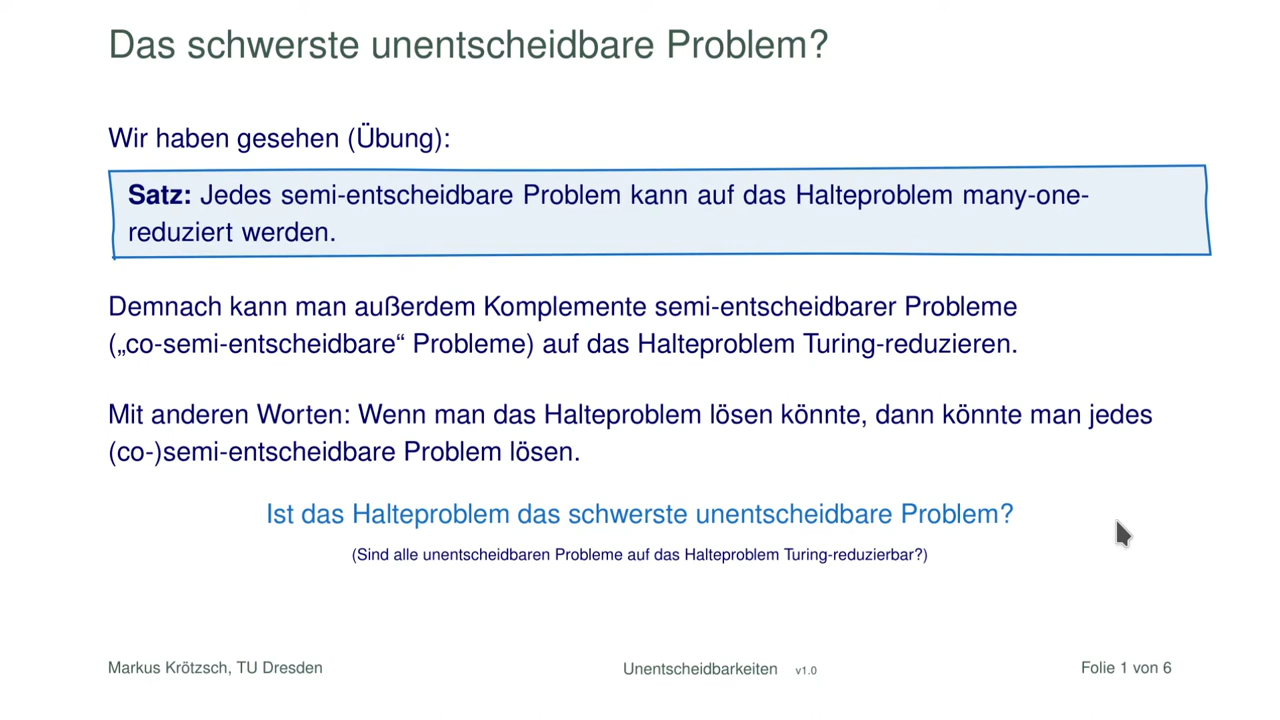 Das schwerste unentscheidbare Problem?
Wir haben gesehen (Übung):
Satz: Jedes semi-entscheidbare Problem kann auf das Halteproblem many-one-
reduziert werden.
Demnach kann man außerdem Komplemente semi-entscheidbarer Probleme
(„co-semi-entscheidbare“ Probleme) auf das Halteproblem Turing-reduzieren.
Mit anderen Worten: Wenn man das Halteproblem lösen könnte, dann könnte man jedes
(co-)semi-entscheidbare Problem lösen.
Ist das Halteproblem das schwerste unentscheidbare Problem?
(Sind alle unentscheidbaren Probleme auf das Halteproblem Turing-reduzierbar?)
Markus Krötzsch, TU Dresden Unentscheidbarkeiten v1.0 Folie 1 von 6